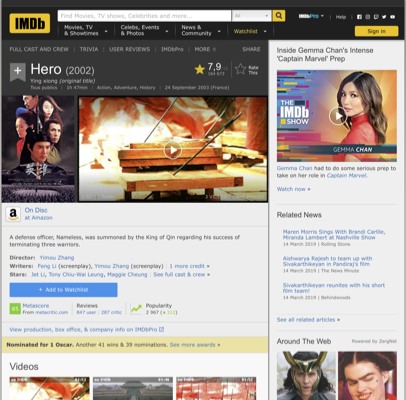 IMDb
Find Movies, TV shows, Celebrities and more...
All
IMDbPro
Help
Movies, TV & Showtimes
Celebs, Events & Photos
News & Community
Watchlist
Sign in
FULL CAST AND CREW | TRIVIA | USER REVIEWS | IMDbPro | MORE
SHARE
Hero (2002)
Ying xiong (original title)
Tous publics | 1h 47min | Action, Adventure, History | 24 September 2003 (France)
7,9
Rate This
On Disc
at Amazon
A defense officer, Nameless, was summoned by the King of Qin regarding his success of
terminating three warriors.
Director: Yimou Zhang
Writers: Feng Li (screenplay), Yimou Zhang (screenplay) | 1 more credit »
Stars: Jet Li, Tony Chiu-Wai Leung, Maggie Cheung | See full cast & crew »
+ Add to Watchlist
85
Metascore
From metacritic.com
Reviews
847 user | 287 critic
Popularity
2 967
View production, box office, & company info on IMDbPro
Nominated for 1 Oscar. Another 41 wins & 39 nominations. See more awards »
Videos
Inside Gemma Chan's Intense
'Captain Marvel' Prep
THE
IMDb
SHOW
GEMMA CHAN
Gemma Chan had to do some serious prep
to take on her role in Captain Marvel.
Watch now »
Related News
Maren Morris Sings With Brandi Carlile,
Miranda Lambert at Nashville Show
14 March 2019 | Rolling Stone
Aishwarya Rajesh to team up with
Sivakarthikeyan in Pandiraj's film
14 March 2019 | The News Minute
Sivakarthikeyan reunites with his short
film team!
14 March 2019 | Behindwoods
See all related articles »
Around The Web
Powered by ZergNet